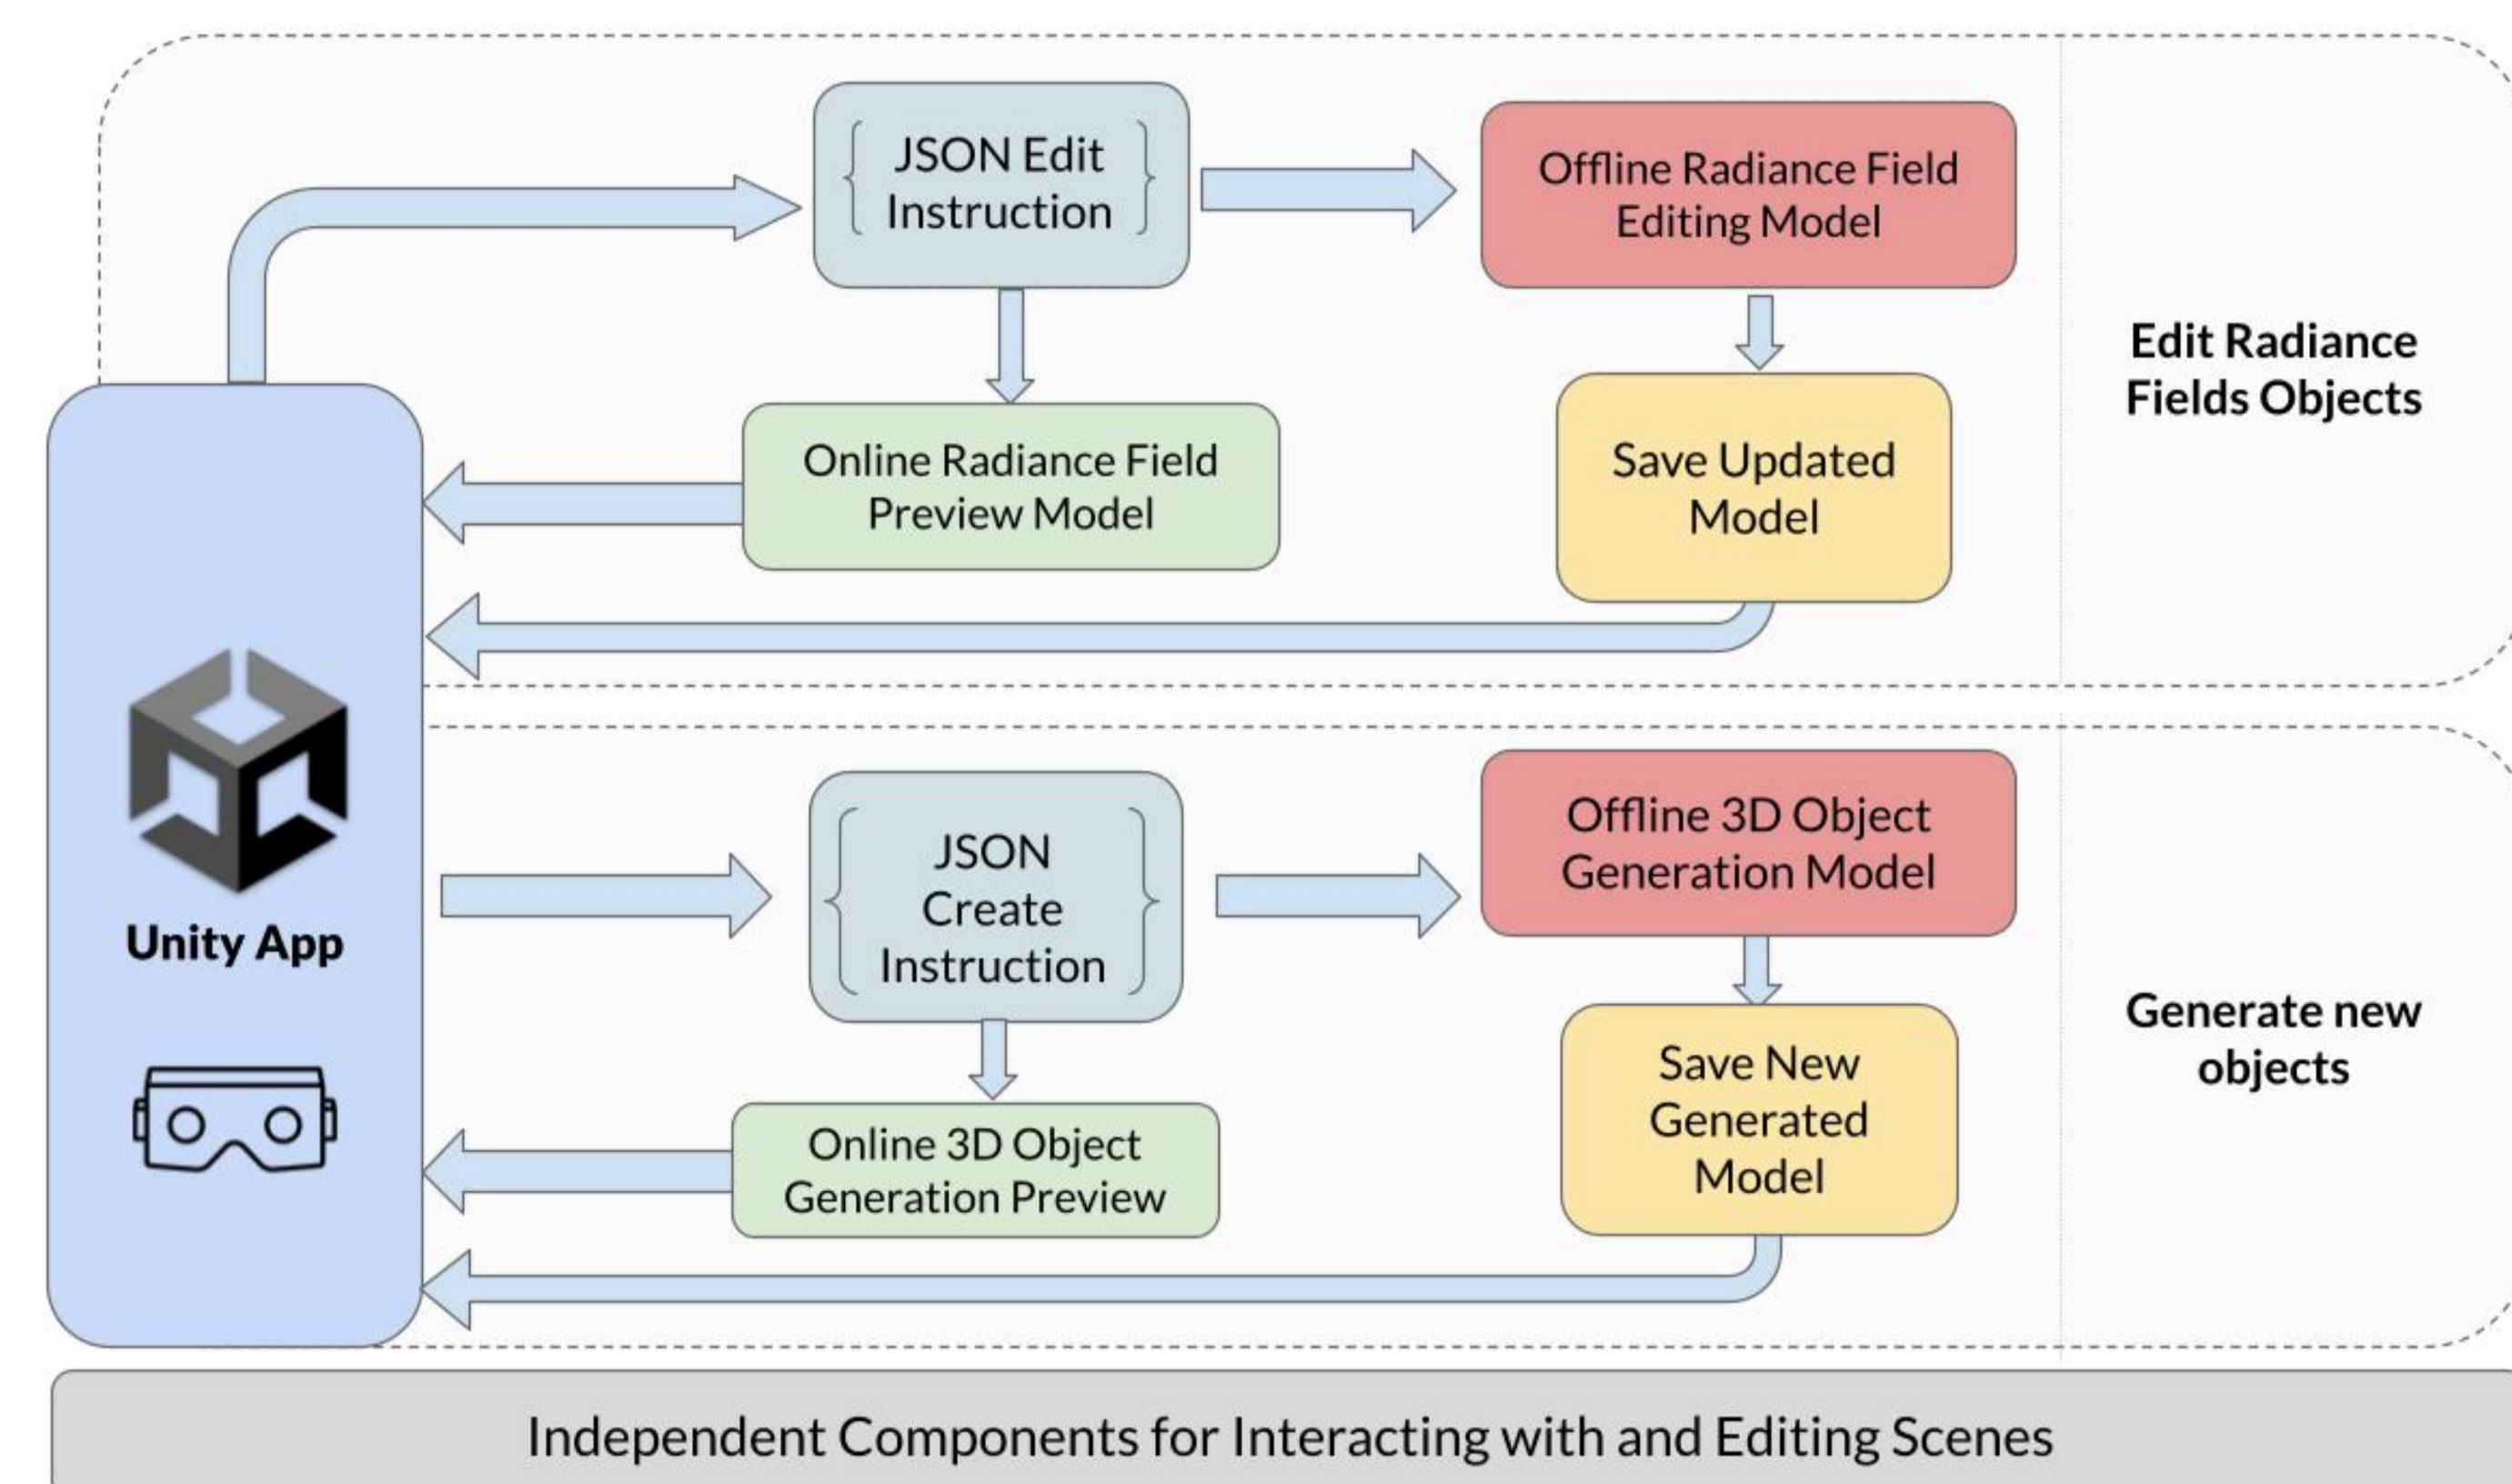 JSON Edit
Instruction
Offline Radiance Field
Editing Model
Online Radiance Field
Preview Model
Save Updated
Model
Edit Radiance
Fields Objects
Unity App
JSON
Create
Instruction
Offline 3D Object
Generation Model
Online 3D Object
Generation Preview
Save New
Generated
Model
Generate new
objects
Independent Components for Interacting with and Editing Scenes